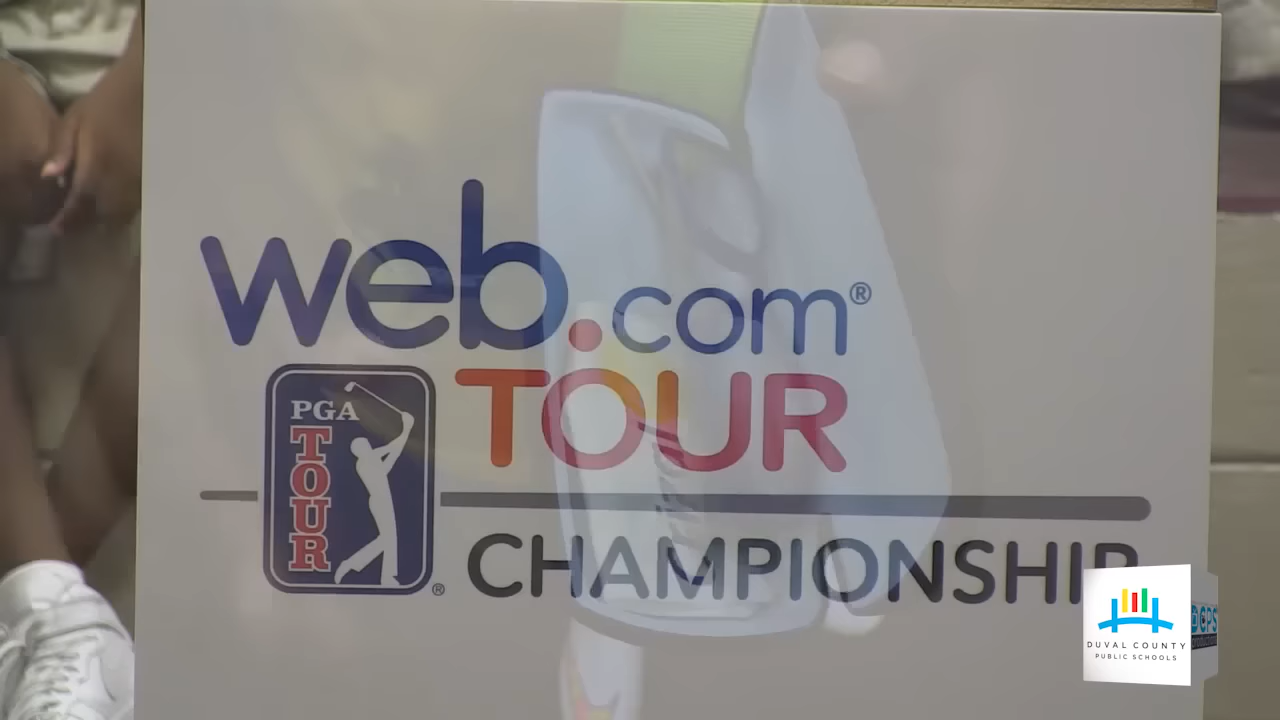 web.com®
TOUR
PGA
TOUR
®
CHAMPIONSHIP
DUVAL COUNTY
PUBLIC SCHOOLS